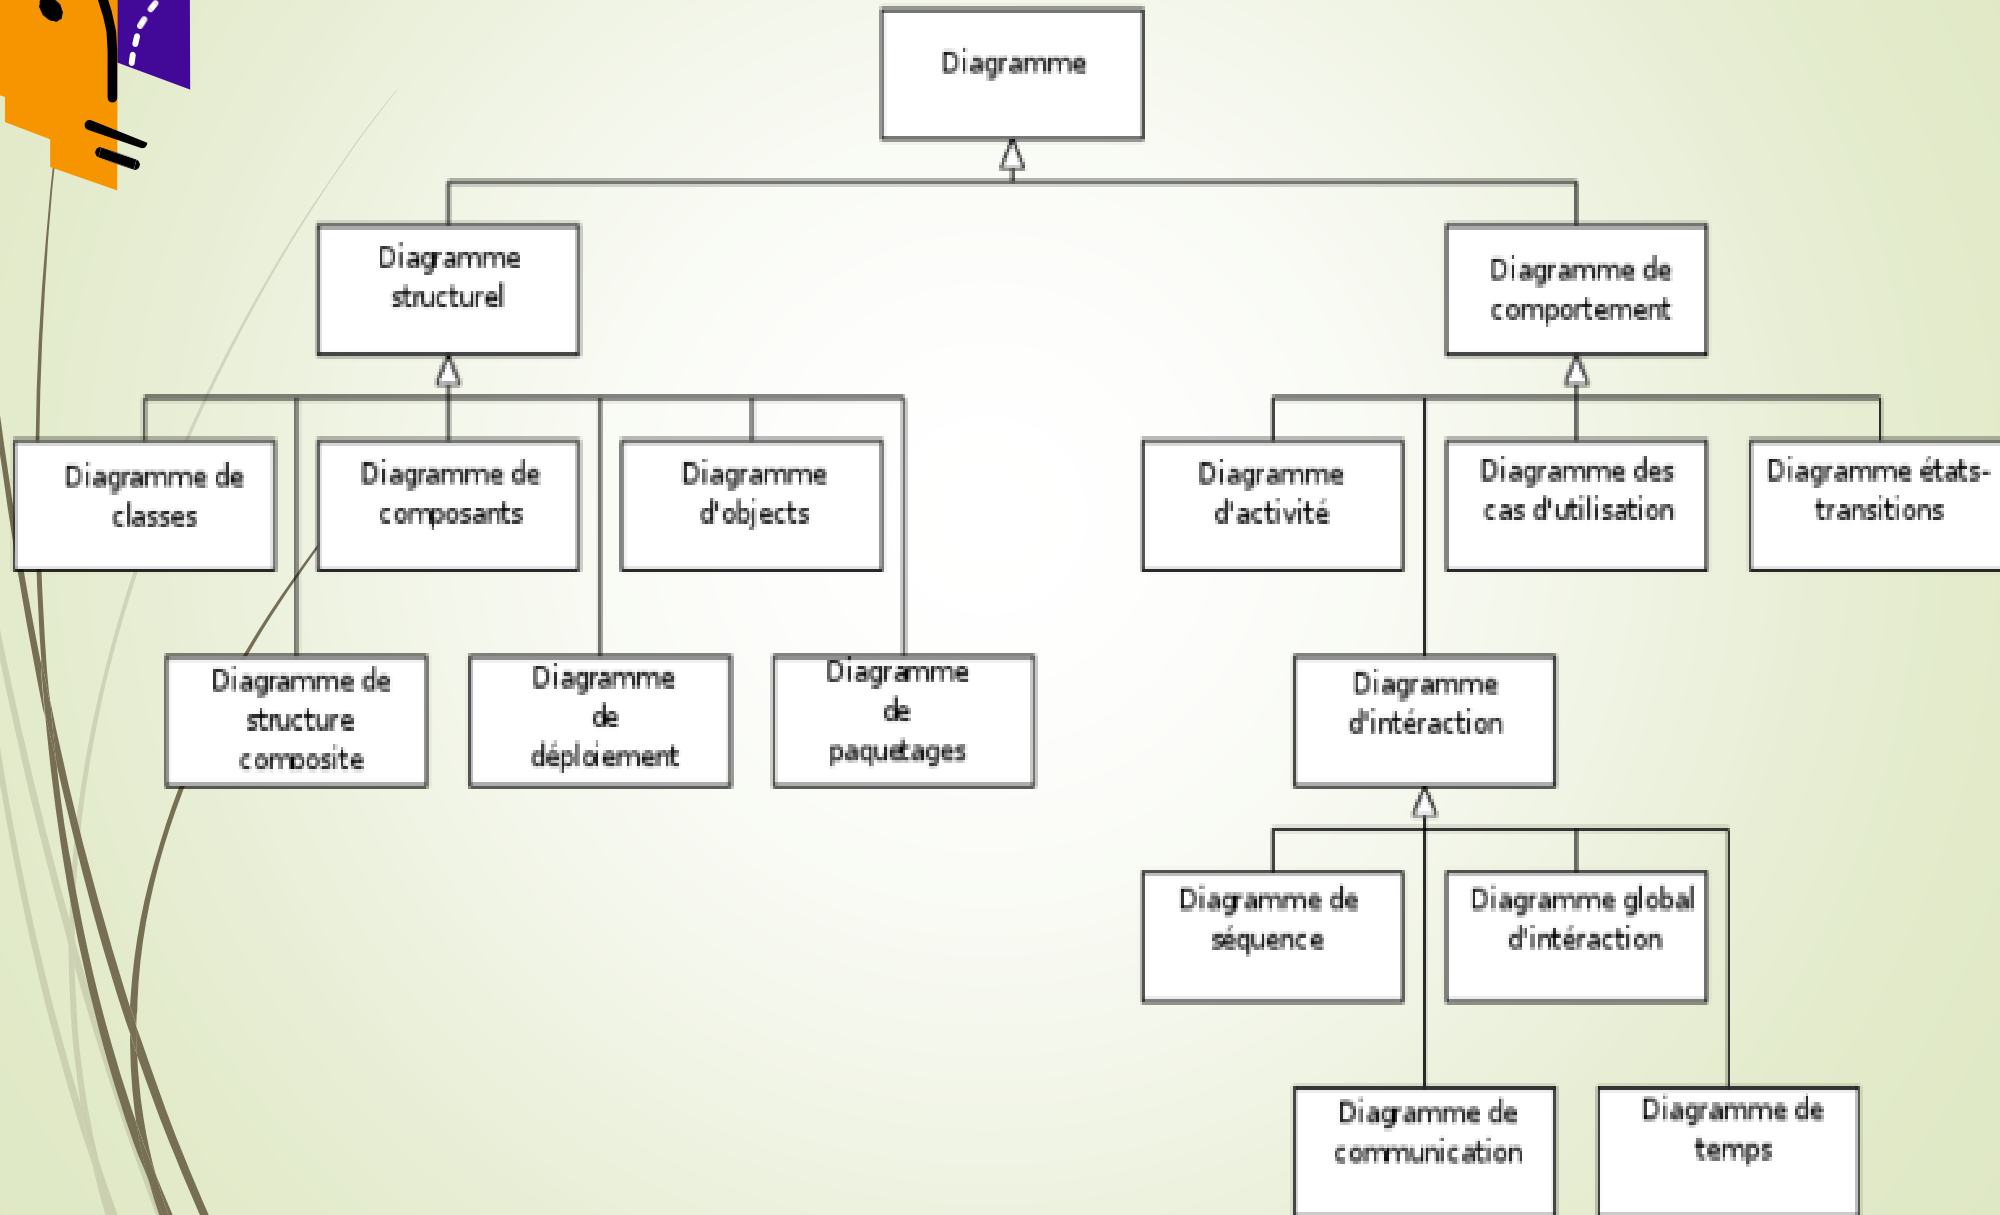 Diagramme
Diagramme
structurel
Diagramme de
comportement
Diagramme de
classes
Diagramme de
composants
Diagramme
d'objects
Diagramme
d'activité
Diagramme des
cas d'utilisation
Diagramme états-
transitions
Diagramme de
structure
composite
Diagramme
de
déploiement
Diagramme
de
paquetages
Diagramme
d'intéraction
Diagramme de
séquence
Diagramme global
d'intéraction
Diagramme de
communication
Diagramme de
temps